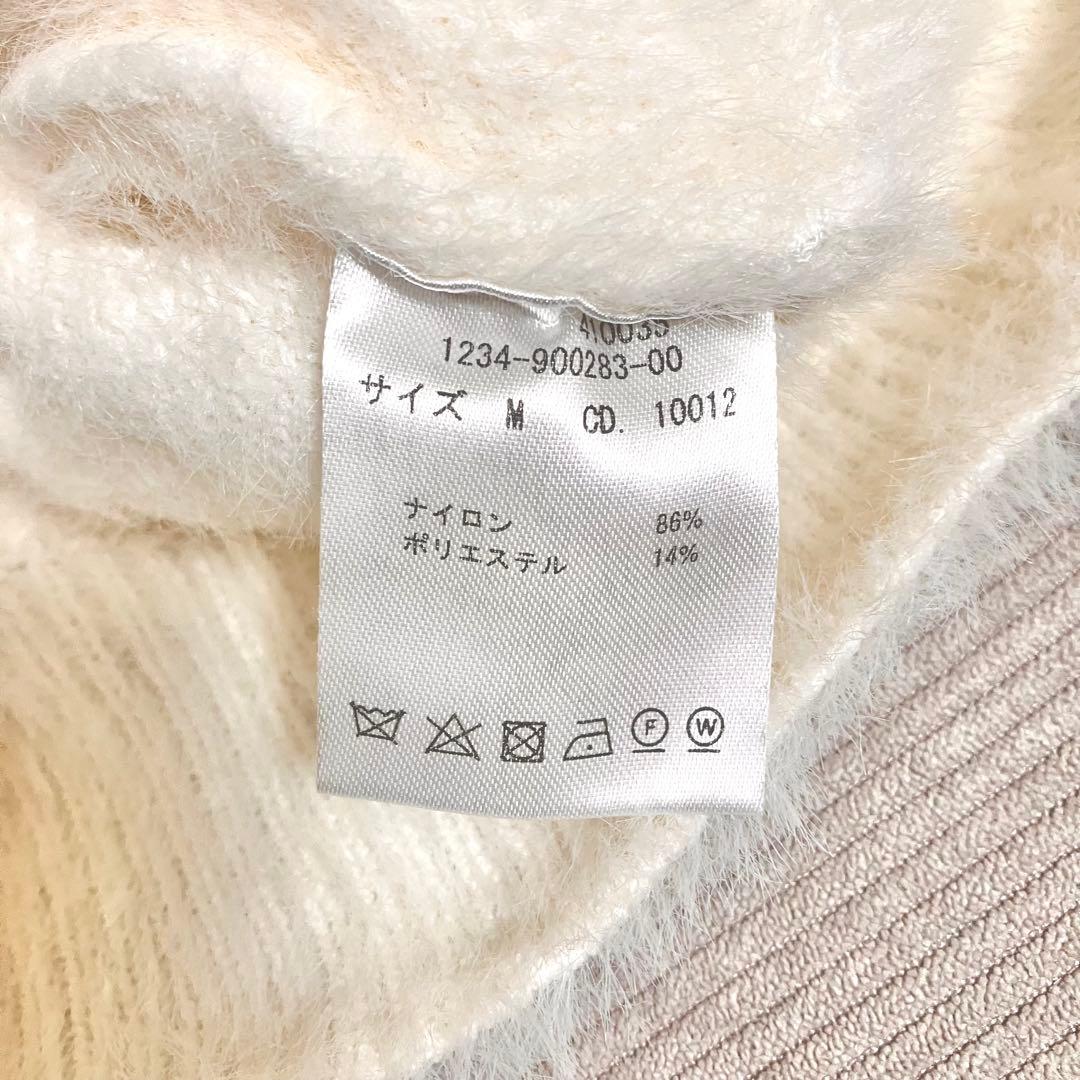 1234-900283-00
サイズ M CD. 10012
ナイロン 86%
ポリエステル 14%
F W